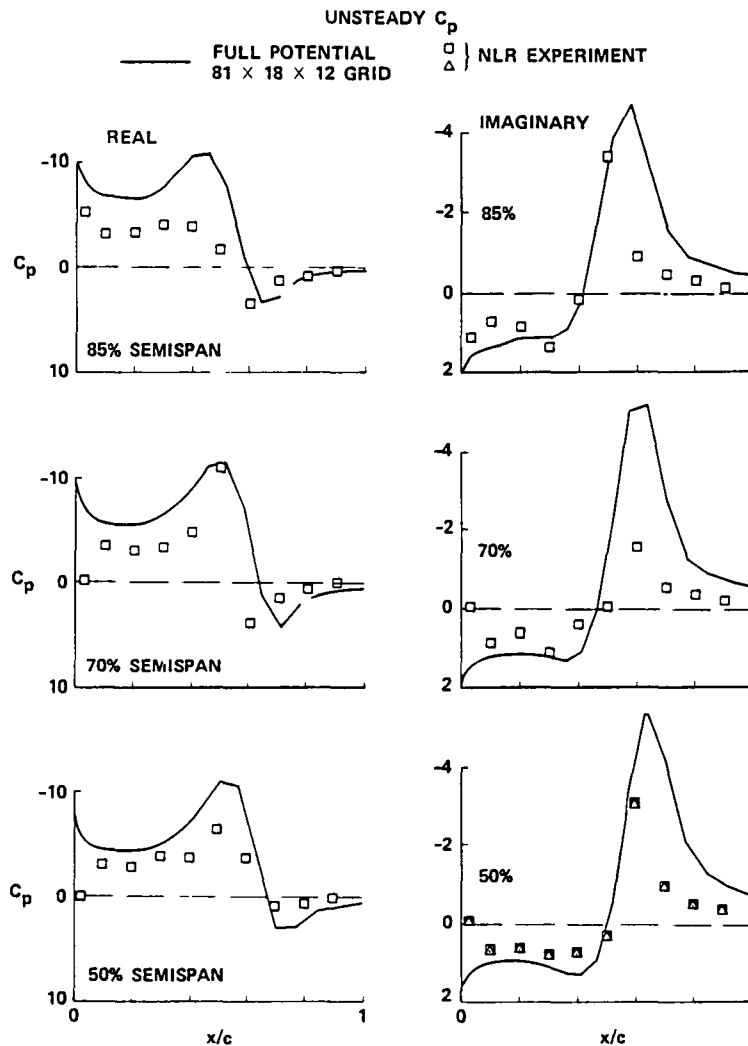 UNSTEADY Cp
FULL POTENTIAL
81 × 18 × 12 GRID
NLR EXPERIMENT
REAL
-10
Cp 0
10
85% SEMISPAN
IMAGINARY
-4
-2
0
2
85%
-10
Cp 0
10
70% SEMISPAN
-4
-2
0
2
70%
-10
Cp 0
10
50% SEMISPAN
0 1
x/c
-4
-2
0
2
50%
0
x/c